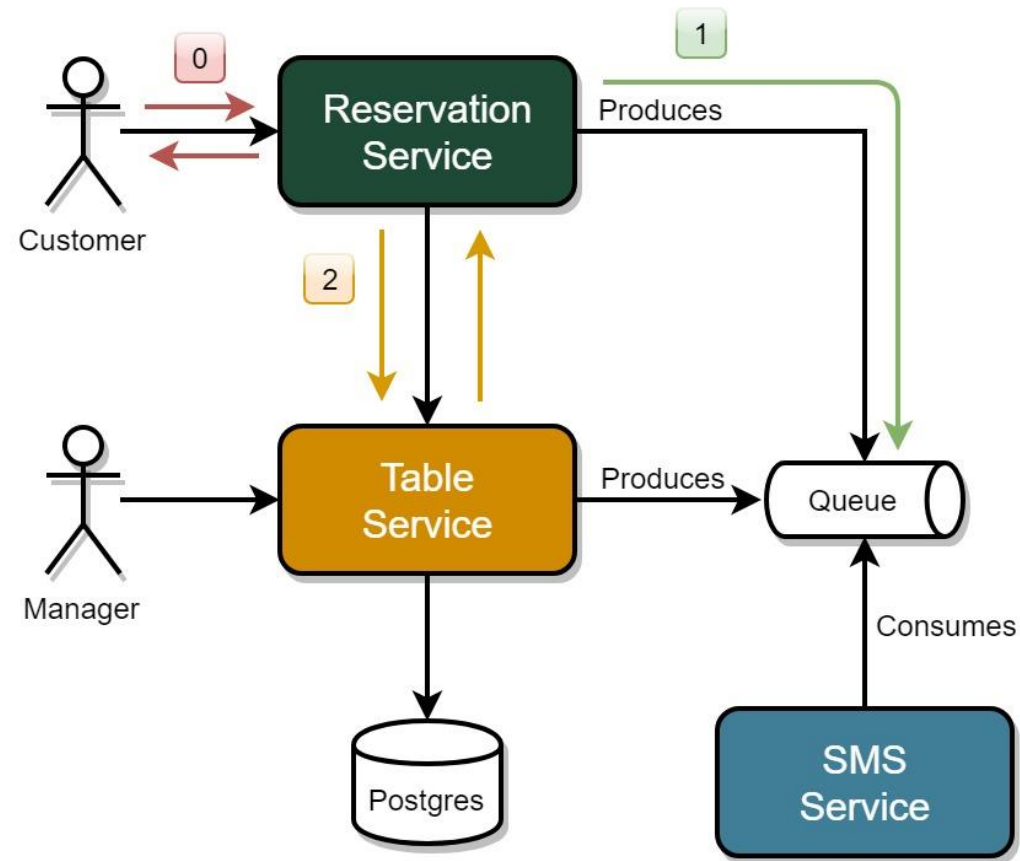 0
1
Reservation
Service
Produces
Customer
2
Table
Service
Produces
Queue
Manager
Consumes
Postgres
SMS
Service